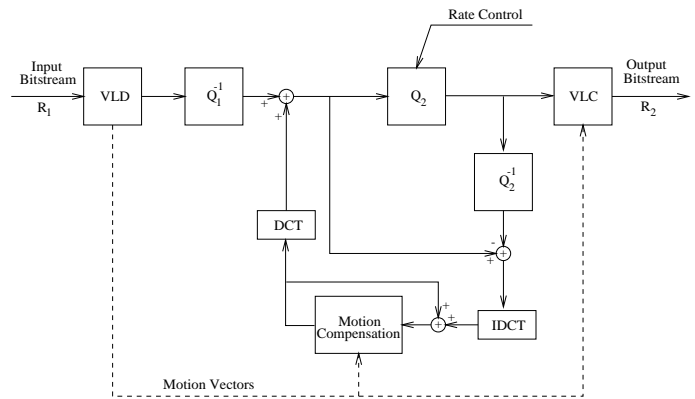 Rate Control
Input
Bitstream
R1
VLD
Q1^-1
+
+
+
Q2
VLC
Output
Bitstream
R2
Q2^-1
DCT
-
+
+
+
+
Motion
Compensation
+
IDCT
Motion Vectors